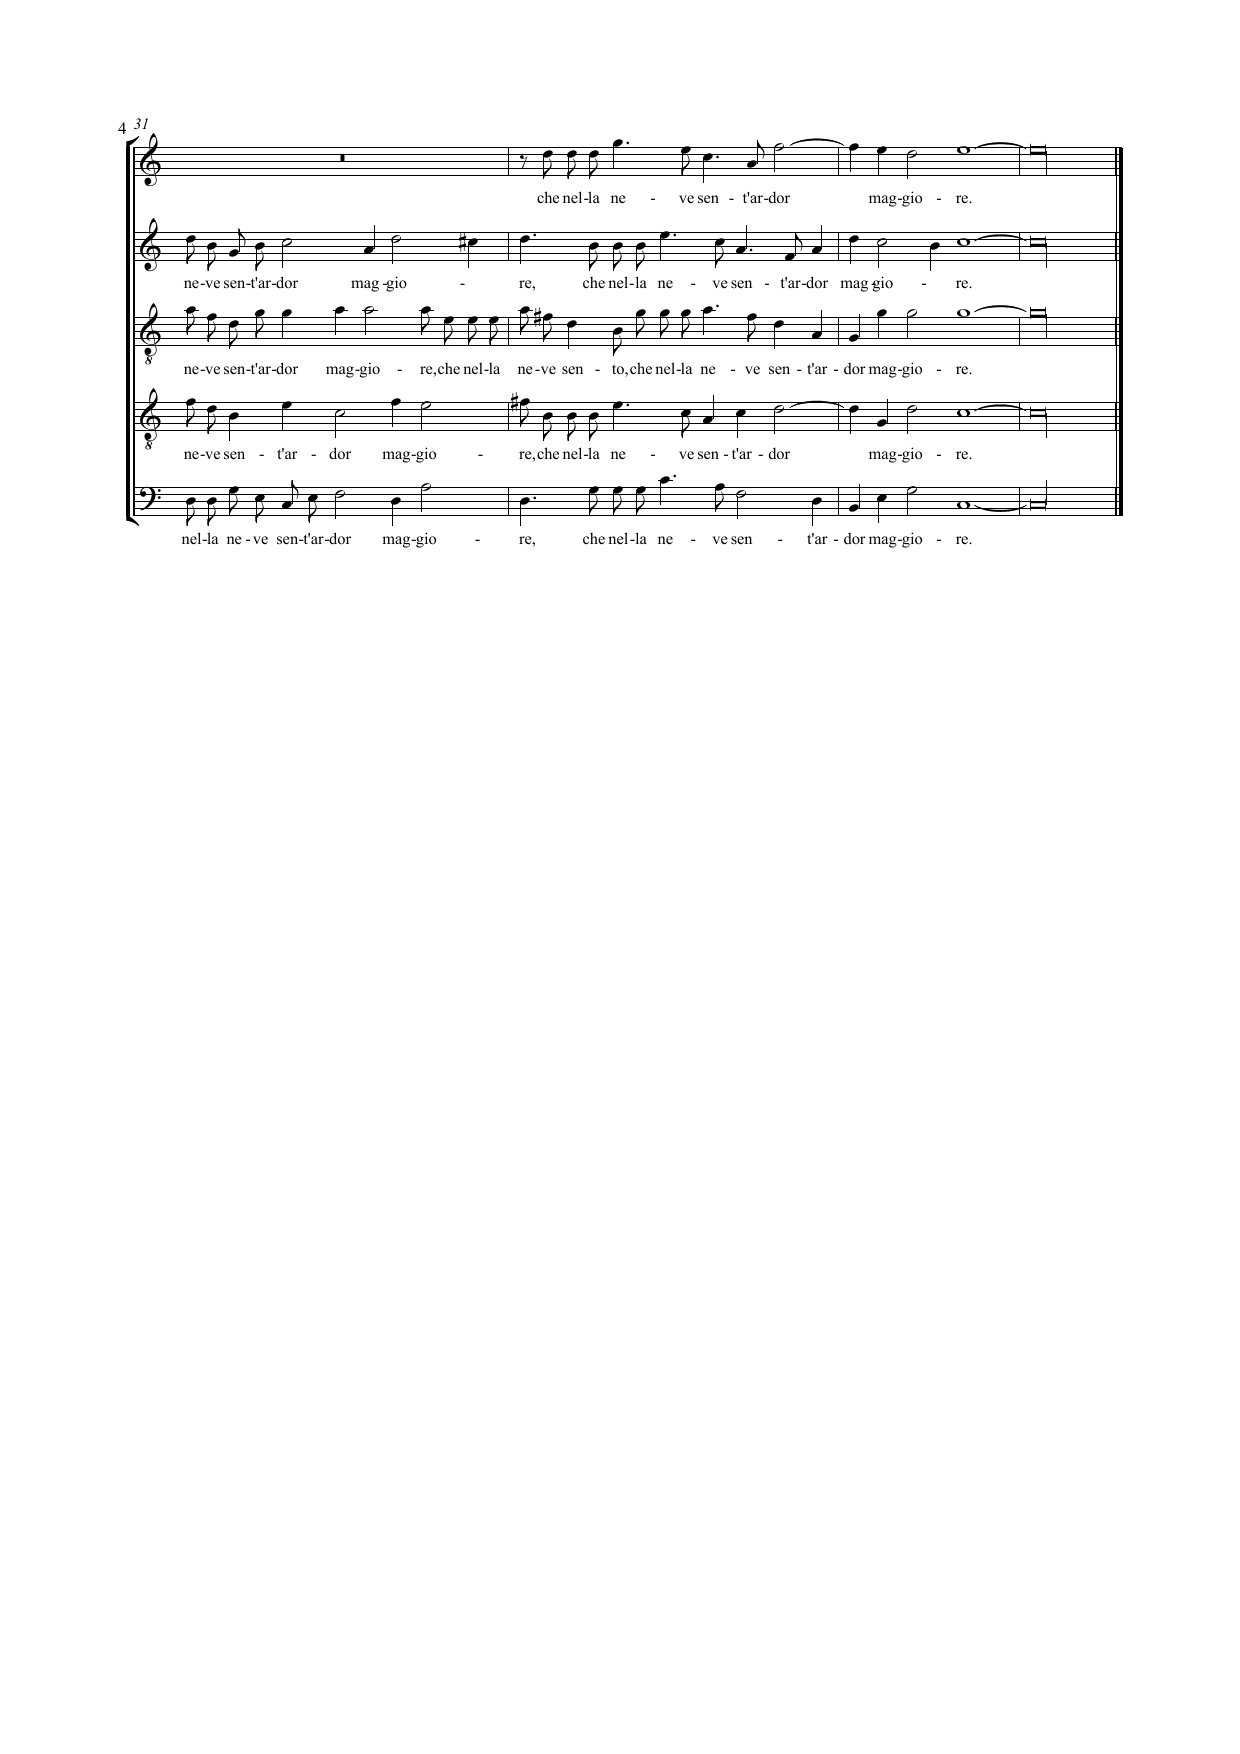 4 31
che nel-la ne - ve sen - t'ar-dor mag-gio - re.
ne-ve sen-t'ar-dor mag-gio - re, che nel-la ne - ve sen - t'ar-dor mag-gio - re.
ne-ve sen-t'ar-dor mag-gio - re, che nel-la ne-ve sen - to, che nel-la ne - ve sen - t'ar-dor mag-gio - re.
ne-ve sen - t'ar - dor mag-gio - re, che nel-la ne - ve sen-t'ar-dor mag-gio - re.
nel-la ne-ve sen-t'ar-dor mag-gio - re, che nel-la ne - ve sen - t'ar-dor mag-gio - re.